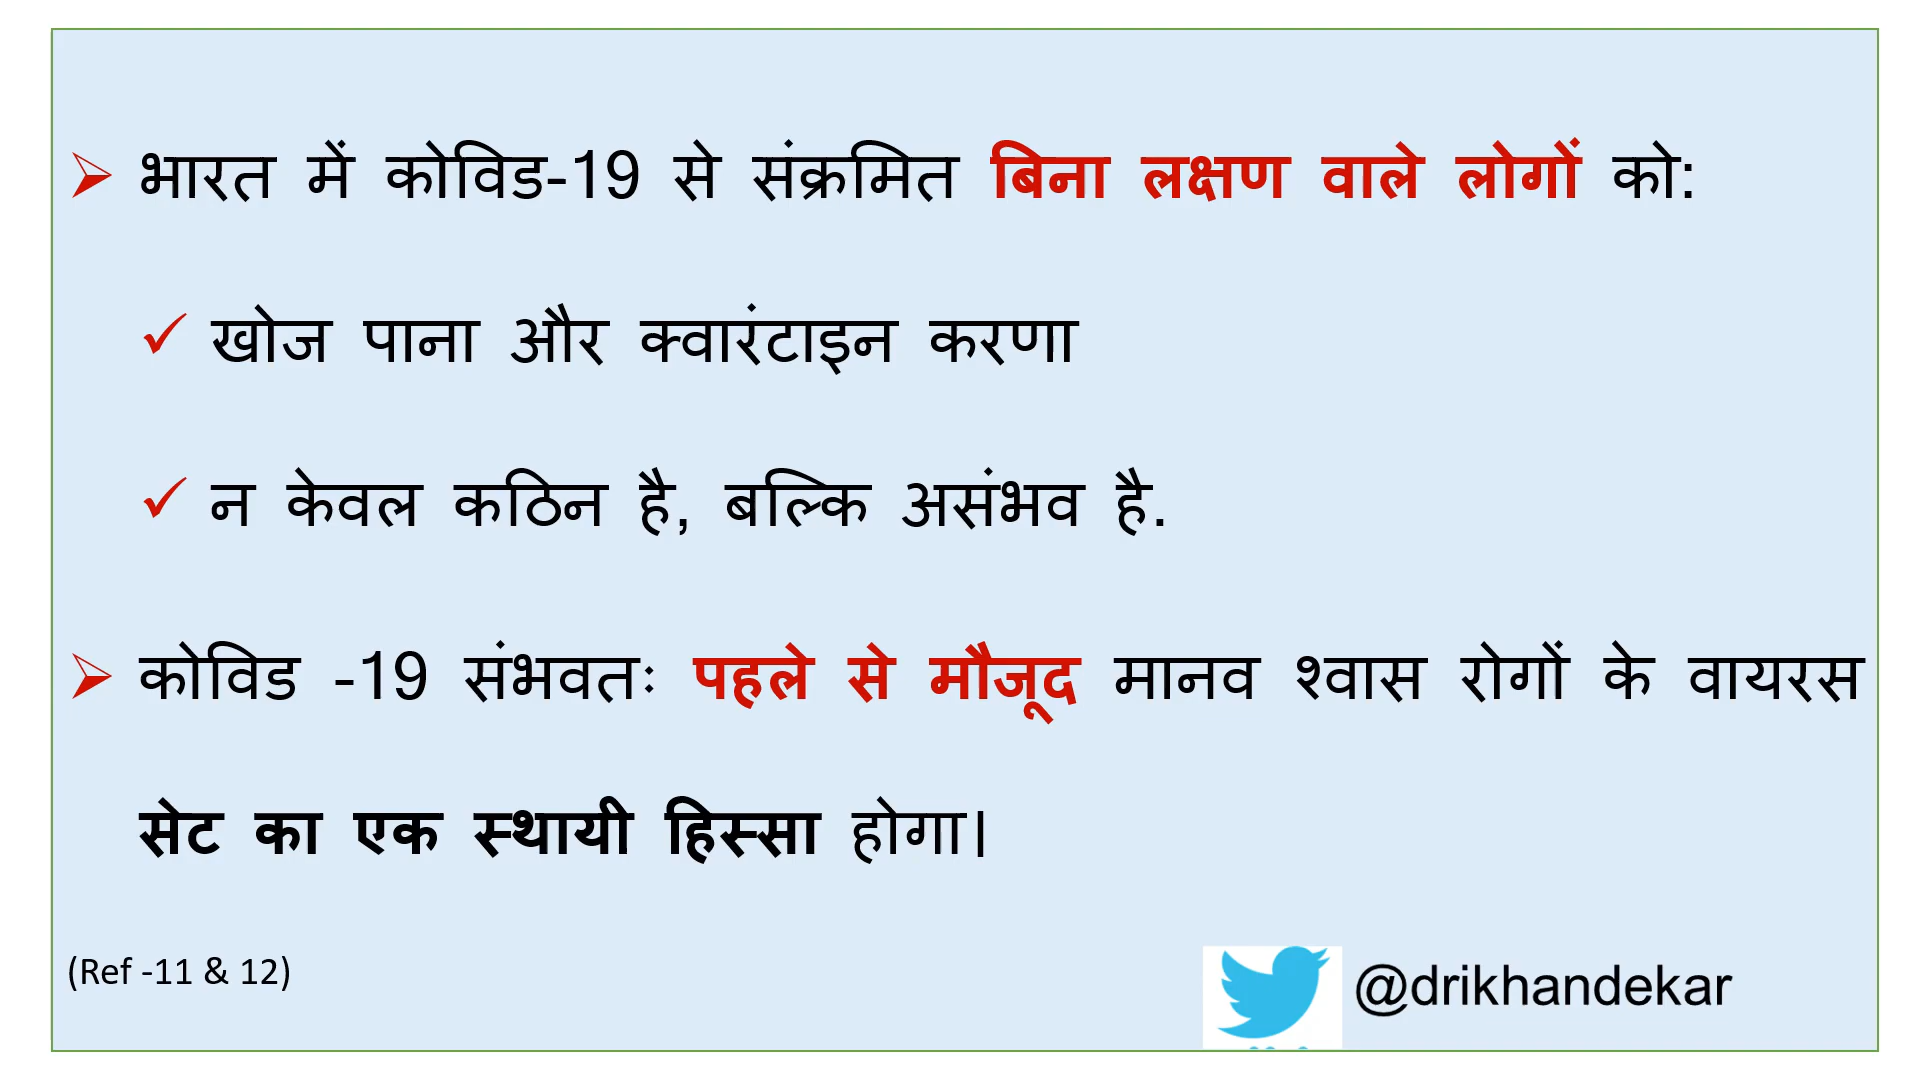 भारत में कोविड-19 से संक्रमित बिना लक्षण वाले लोगों को:
खोज पाना और क्वारंटाइन करणा
न केवल कठिन है, बल्कि असंभव है.
कोविड -19 संभवतः पहले से मौजूद मानव श्वास रोगों के वायरस
सेट का एक स्थायी हिस्सा होगा।
(Ref -11 & 12)
@drikhandekar